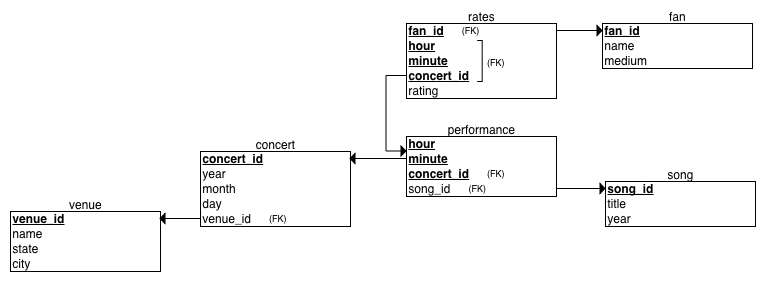 rates
fan_id (FK)
hour
minute (FK)
concert_id
rating
fan
fan_id
name
medium
performance
hour
minute
concert_id (FK)
song_id (FK)
concert
concert_id
year
month
day
venue_id (FK)
song
song_id
title
year
venue
venue_id
name
state
city